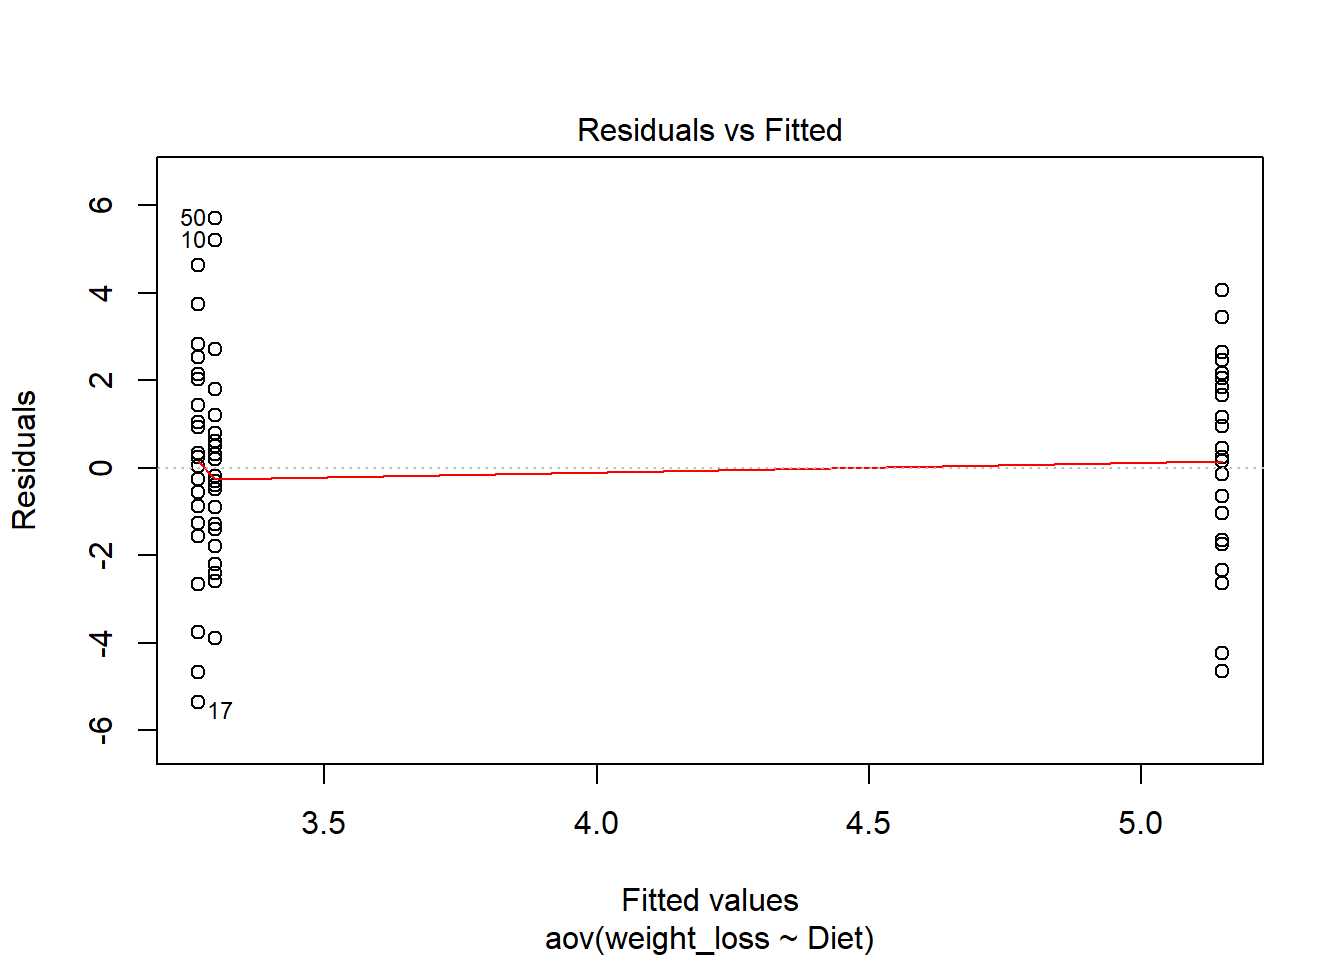 Residuals vs Fitted
Residuals
6
4
2
0
-2
-4
-6
50
10
17
3.5 4.0 4.5 5.0
Fitted values
aov(weight_loss ~ Diet)